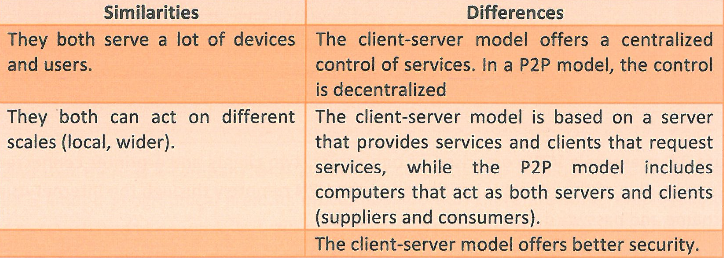 Similarities
Differences
They both serve a lot of devices
and users.
The client-server model offers a centralized
control of services. In a P2P model, the control
is decentralized
They both can act on different
scales (local, wider).
The client-server model is based on a server
that provides services and clients that request
services, while the P2P model includes
computers that act as both servers and clients
(suppliers and consumers).
The client-server model offers better security.